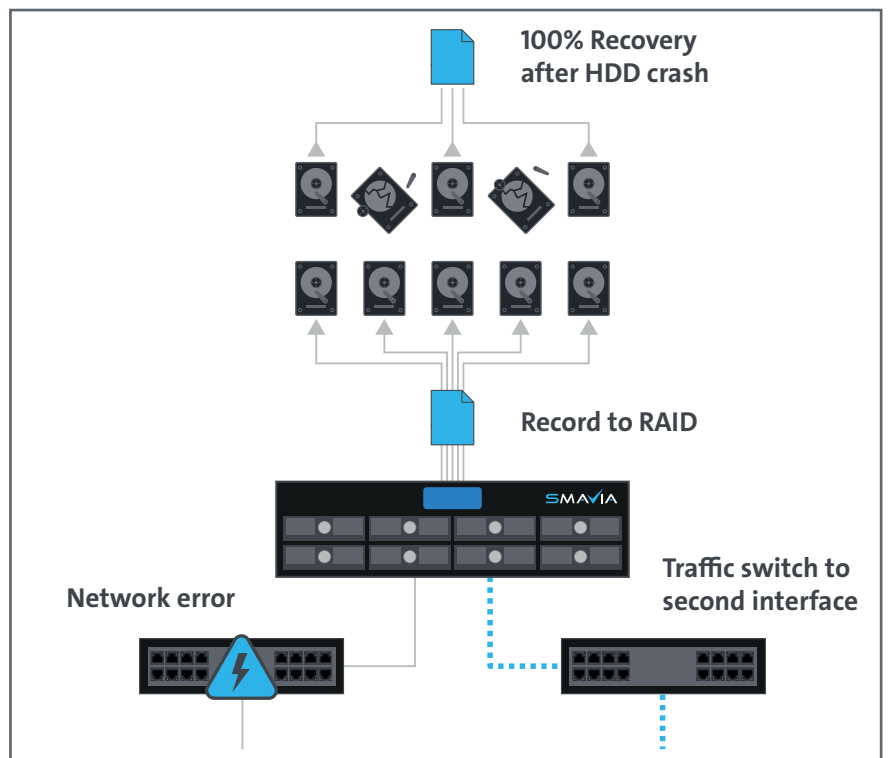 100% Recovery
after HDD crash
Record to RAID
SMAVIA
Traffic switch to
second interface
Network error